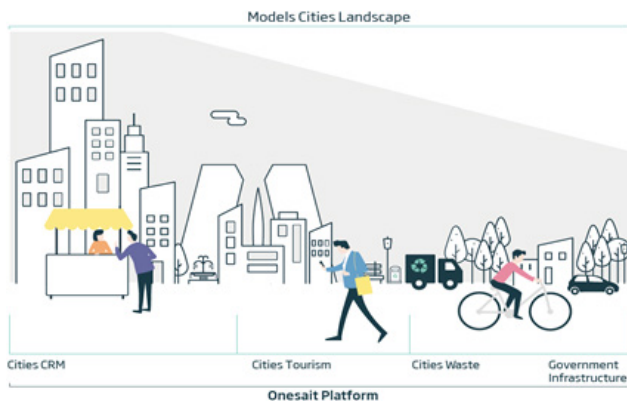 Models Cities Landscape
Cities CRM
Cities Tourism
Cities Waste
Government
Infrastructure
Onesait Platform